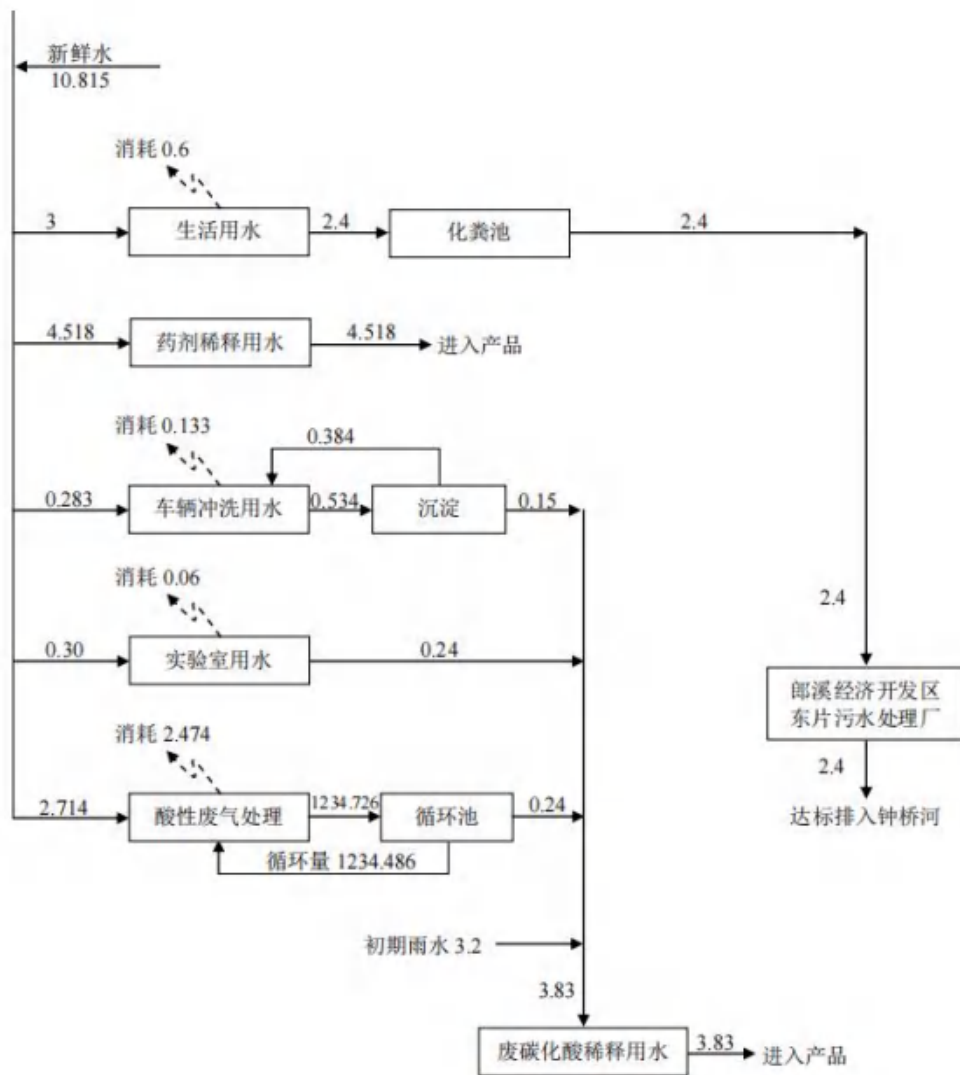 新鲜水
10.815
消耗 0.6
3
生活用水
2.4
化粪池
2.4
4.518
药剂稀释用水
4.518
进入产品
消耗 0.133
0.384
0.283
车辆冲洗用水
0.534
沉淀
0.15
消耗 0.06
2.4
0.30
实验室用水
0.24
郎溪经济开发区
东片污水处理厂
消耗 2.474
2.4
2.714
酸性废气处理
1234.726
循环池
0.24
达标排入钟桥河
循环量 1234.486
初期雨水 3.2
3.83
废碳化酸稀释用水
3.83
进入产品